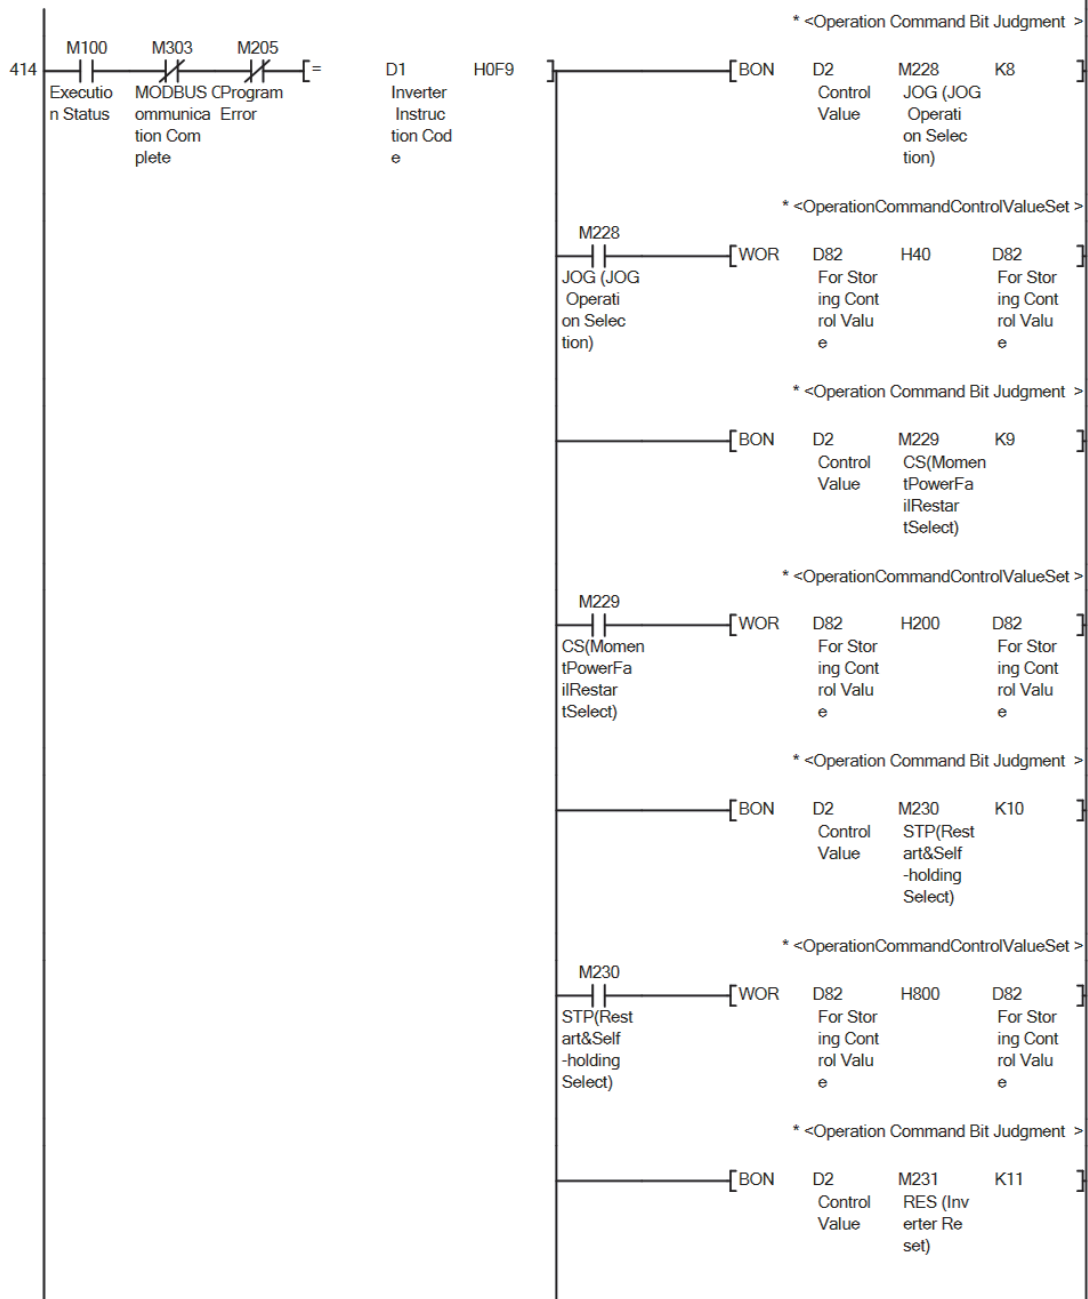 * <Operation Command Bit Judgment >
M100 M303 M205
414 = D1 H0F9 BON D2 M228 K8
Executio MODBUS C Program Inverter Control JOG (JOG
n Status ommunica Error Instruc Value Operati
tion Com tion Cod on Selec
plete e tion)
* <OperationCommandControlValueSet >
M228
WOR D82 H40 D82
JOG (JOG For Stor For Stor
Operati ing Cont ing Cont
on Selec rol Valu rol Valu
tion) e e
* <Operation Command Bit Judgment >
BON D2 M229 K9
Control CS(Momen
Value tPowerFa
ilRestar
tSelect)
* <OperationCommandControlValueSet >
M229
WOR D82 H200 D82
CS(Momen For Stor For Stor
tPowerFa ing Cont ing Cont
ilRestar rol Valu rol Valu
tSelect) e e
* <Operation Command Bit Judgment >
BON D2 M230 K10
Control STP(Rest
Value art&Self
-holding
Select)
* <OperationCommandControlValueSet >
M230
WOR D82 H800 D82
STP(Rest For Stor For Stor
art&Self ing Cont ing Cont
-holding rol Valu rol Valu
Select) e e
* <Operation Command Bit Judgment >
BON D2 M231 K11
Control RES (Inv
Value erter Re
set)